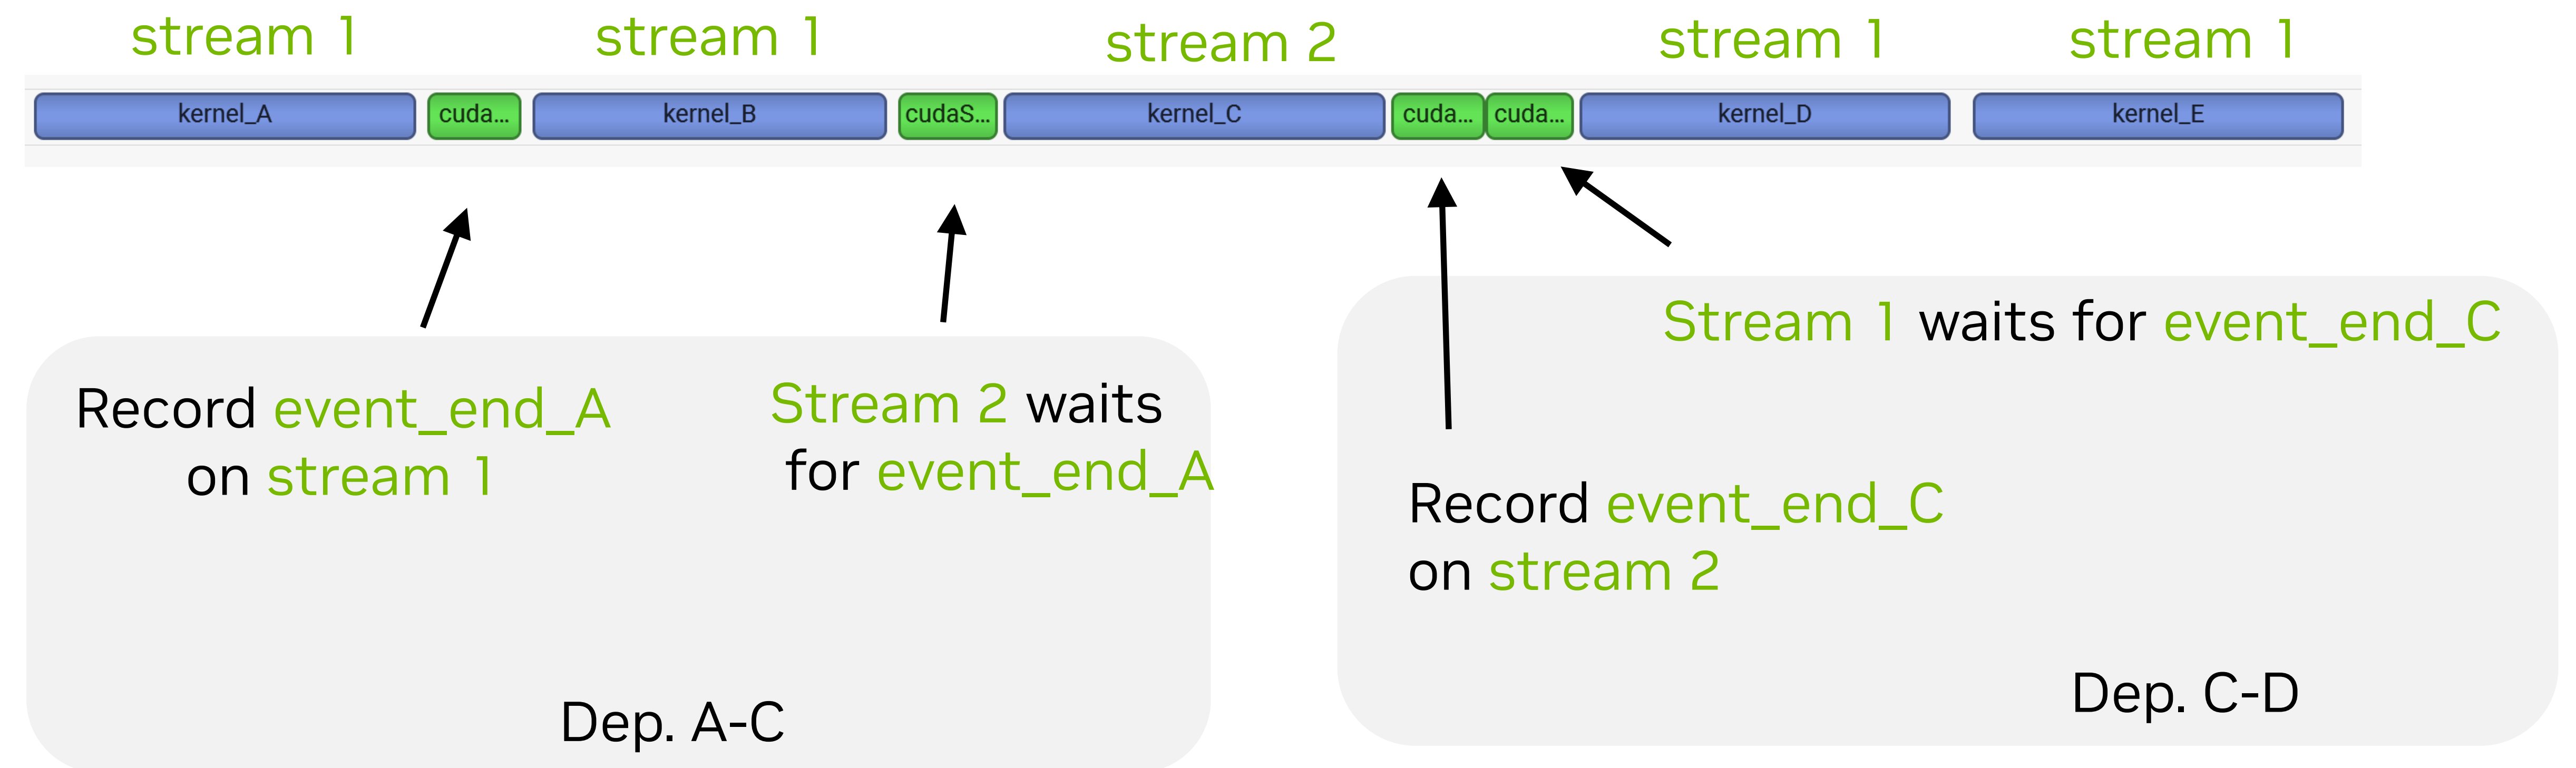 stream 1
stream 1
stream 2
stream 1
stream 1
kernel_A
cuda...
kernel_B
cudaS...
kernel_C
cuda...
cuda...
kernel_D
kernel_E
Record event_end_A
on stream 1
Stream 2 waits
for event_end_A
Dep. A-C
Stream 1 waits for event_end_C
Record event_end_C
on stream 2
Dep. C-D